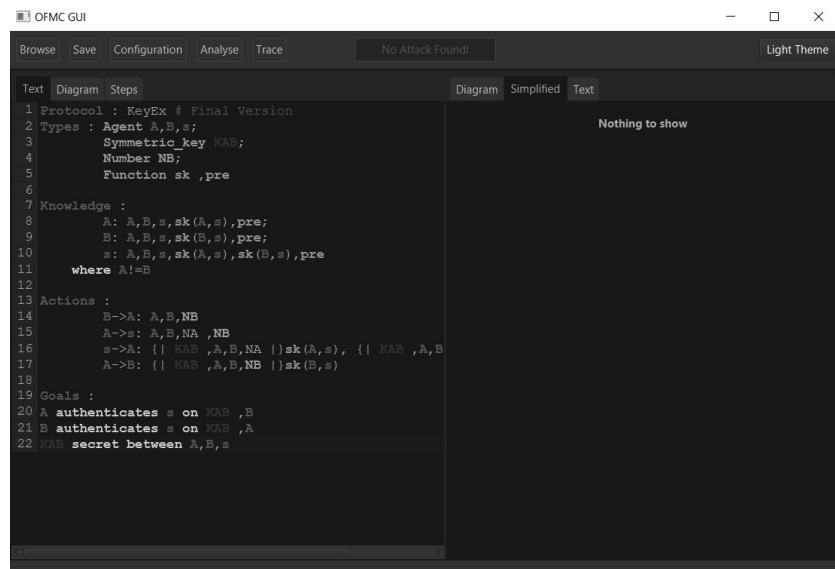 OFMC GUI
Browse Save Configuration Analyse Trace No Attack Found! Light Theme
Text Diagram Steps
Diagram Simplified Text
1 Protocol : KeyEx # Final Version
2 Types : Agent A,B,s;
3 Symmetric_key KAB;
4 Number NB;
5 Function sk ,pre
6
7 Knowledge :
8 A: A,B,s,sk(A,s),pre;
9 B: A,B,s,sk(B,s),pre;
10 s: A,B,s,sk(A,s),sk(B,s),pre
11 where A!=B
12
13 Actions :
14 B->A: A,B,NB
15 A->s: A,B,NA ,NB
16 s->A: {| KAB ,A,B,NA |}sk(A,s), {| KAB ,A,B
17 A->B: {| KAB ,A,B,NB |}sk(B,s)
18
19 Goals :
20 A authenticates s on KAB ,B
21 B authenticates s on KAB ,A
22 KAB secret between A,B,s
Nothing to show